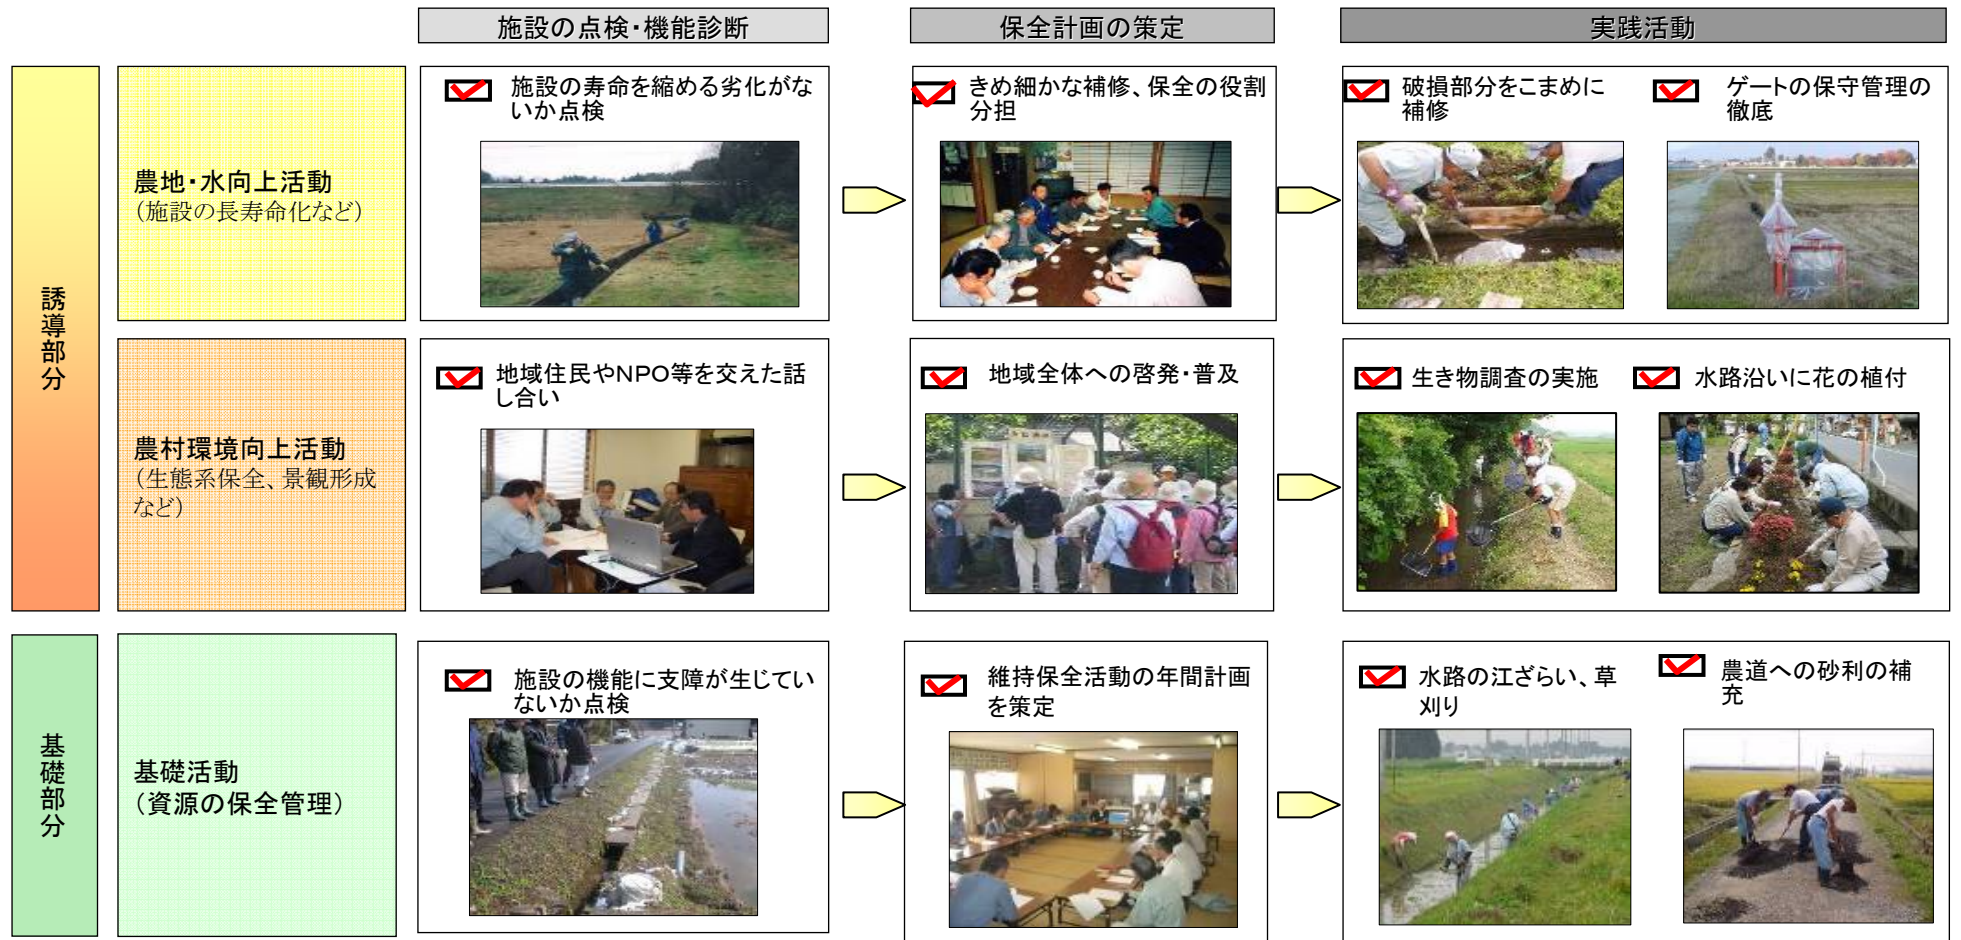 施設の点検・機能診断
保全計画の策定
実践活動
誘導部分
農地・水向上活動
（施設の長寿命化など）
施設の寿命を縮める劣化がな
いか点検
きめ細かな補修、保全の役割
分担
破損部分をこまめに
補修
ゲートの保守管理の
徹底
農村環境向上活動
（生態系保全、景観形成
など）
地域住民やNPO等を交えた話
し合い
地域全体への啓発・普及
生き物調査の実施
水路沿いに花の植付
基礎部分
基礎活動
（資源の保全管理）
施設の機能に支障が生じてい
ないか点検
維持保全活動の年間計画
を策定
水路の江ざらい、草
刈り
農道への砂利の補
充